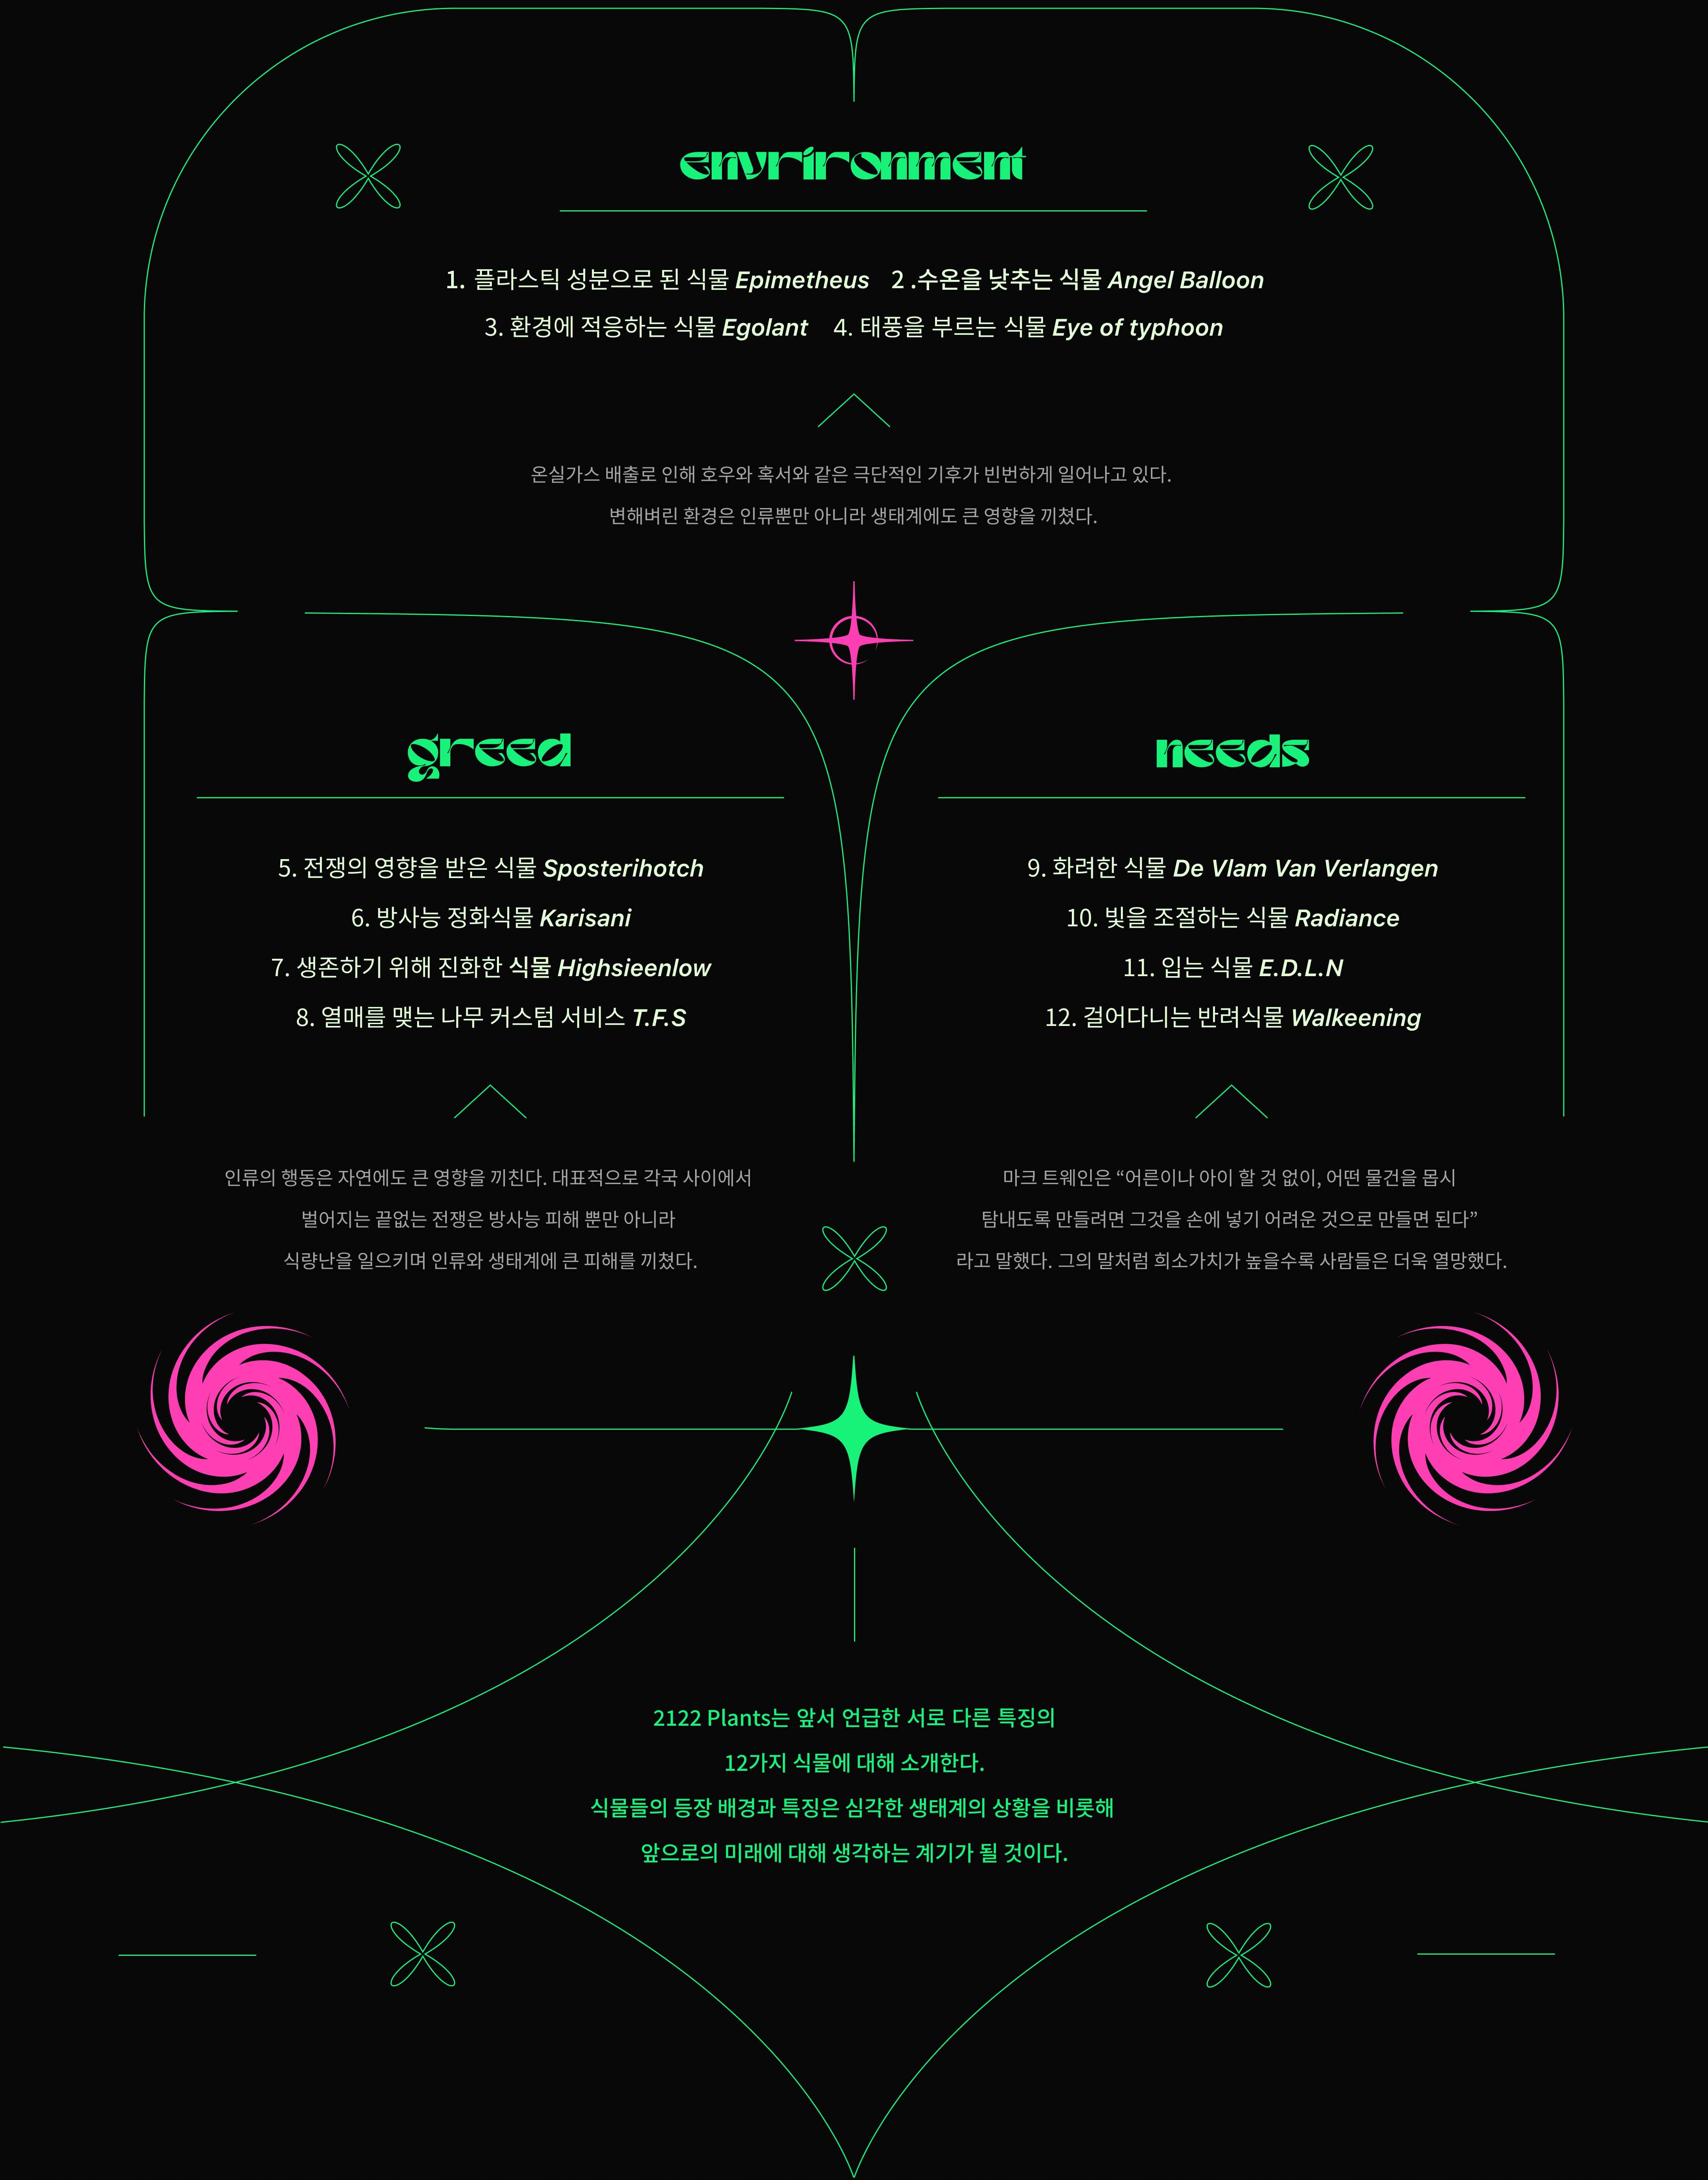 envrironment
1. 플라스틱 성분으로 된 식물 Epimetheus 2 .수온을 낮추는 식물 Angel Balloon
3. 환경에 적응하는 식물 Egolant 4. 태풍을 부르는 식물 Eye of typhoon
온실가스 배출로 인해 호우와 혹서와 같은 극단적인 기후가 빈번하게 일어나고 있다.
변해버린 환경은 인류뿐만 아니라 생태계에도 큰 영향을 끼쳤다.
greed
5. 전쟁의 영향을 받은 식물 Sposterihotch
6. 방사능 정화식물 Karisani
7. 생존하기 위해 진화한 식물 Highsieenlow
8. 열매를 맺는 나무 커스텀 서비스 T.F.S
인류의 행동은 자연에도 큰 영향을 끼친다. 대표적으로 각국 사이에서
벌어지는 끝없는 전쟁은 방사능 피해 뿐만 아니라
식량난을 일으키며 인류와 생태계에 큰 피해를 끼쳤다.
needs
9. 화려한 식물 De Vlam Van Verlangen
10. 빛을 조절하는 식물 Radiance
11. 입는 식물 E.D.L.N
12. 걸어다니는 반려식물 Walkeening
마크 트웨인은 “어른이나 아이 할 것 없이, 어떤 물건을 몹시
탐내도록 만들려면 그것을 손에 넣기 어려운 것으로 만들면 된다”
라고 말했다. 그의 말처럼 희소가치가 높을수록 사람들은 더욱 열망했다.
2122 Plants는 앞서 언급한 서로 다른 특징의
12가지 식물에 대해 소개한다.
식물들의 등장 배경과 특징은 심각한 생태계의 상황을 비롯해
앞으로의 미래에 대해 생각하는 계기가 될 것이다.